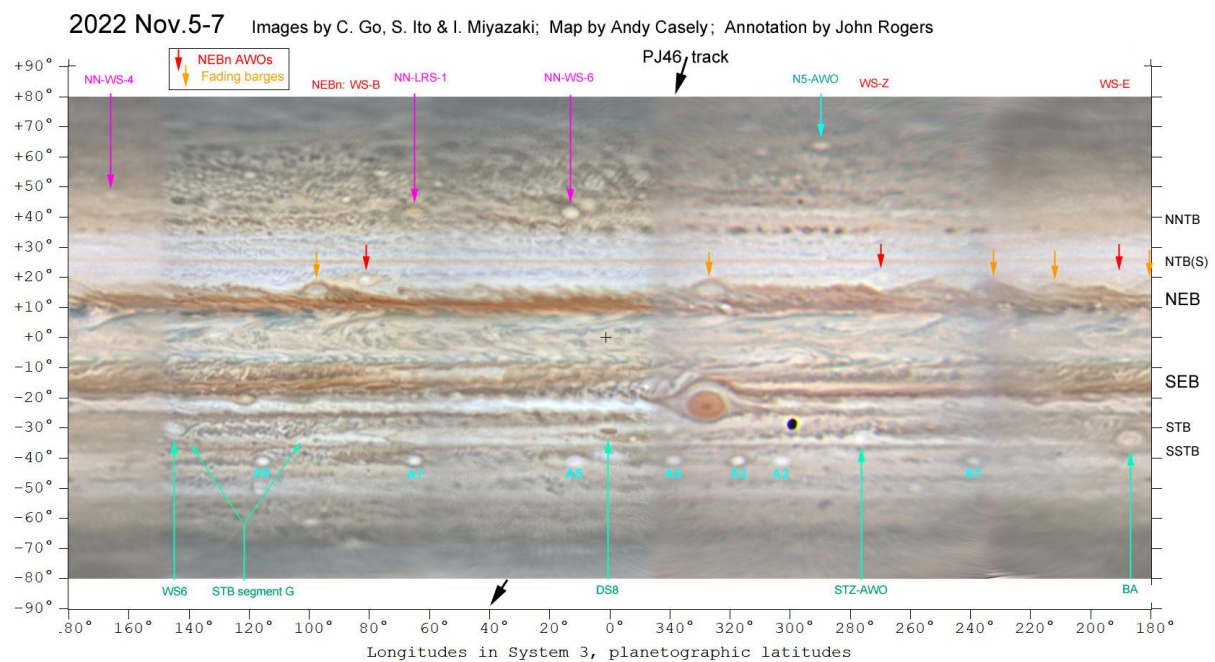 2022 Nov.5-7 Images by C. Go, S. Ito & I. Miyazaki; Map by Andy Casely; Annotation by John Rogers
PJ46 track
NEBn AWOs
Fading barges
NN-WS-4
NEBn: WS-B
NN-LRS-1
NN-WS-6
N5-AWO
WS-Z
WS-E
+90°
+80°
+70°
+60°
+50°
+40°
+30°
+20°
+10°
+0°
-10°
-20°
-30°
-40°
-50°
-60°
-70°
-80°
-90°
NNTB
NTB(S)
NEB
SEB
STB
SSTB
A8
A7
A5
A4
A3
A2
A1
WS6
STB segment G
DS8
STZ-AWO
BA
.80° 160° 140° 120° 100° 80° 60° 40° 20° 0° 340° 320° 300° 280° 260° 240° 220° 200° 180°
Longitudes in System 3, planetographic latitudes